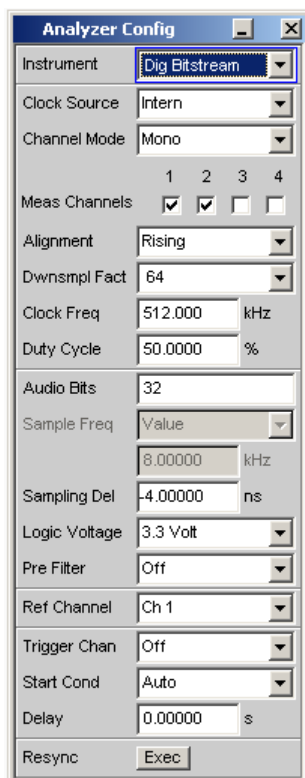 Analyzer Config
Instrument Dig Bitstream
Clock Source Intern
Channel Mode Mono
1 2 3 4
Meas Channels
Alignment Rising
Dwnsmpl Fact 64
Clock Freq 512.000 kHz
Duty Cycle 50.0000 %
Audio Bits 32
Sample Freq Value
8.00000 kHz
Sampling Del -4.00000 ns
Logic Voltage 3.3 Volt
Pre Filter Off
Ref Channel Ch 1
Trigger Chan Off
Start Cond Auto
Delay 0.00000 s
Resync Exec